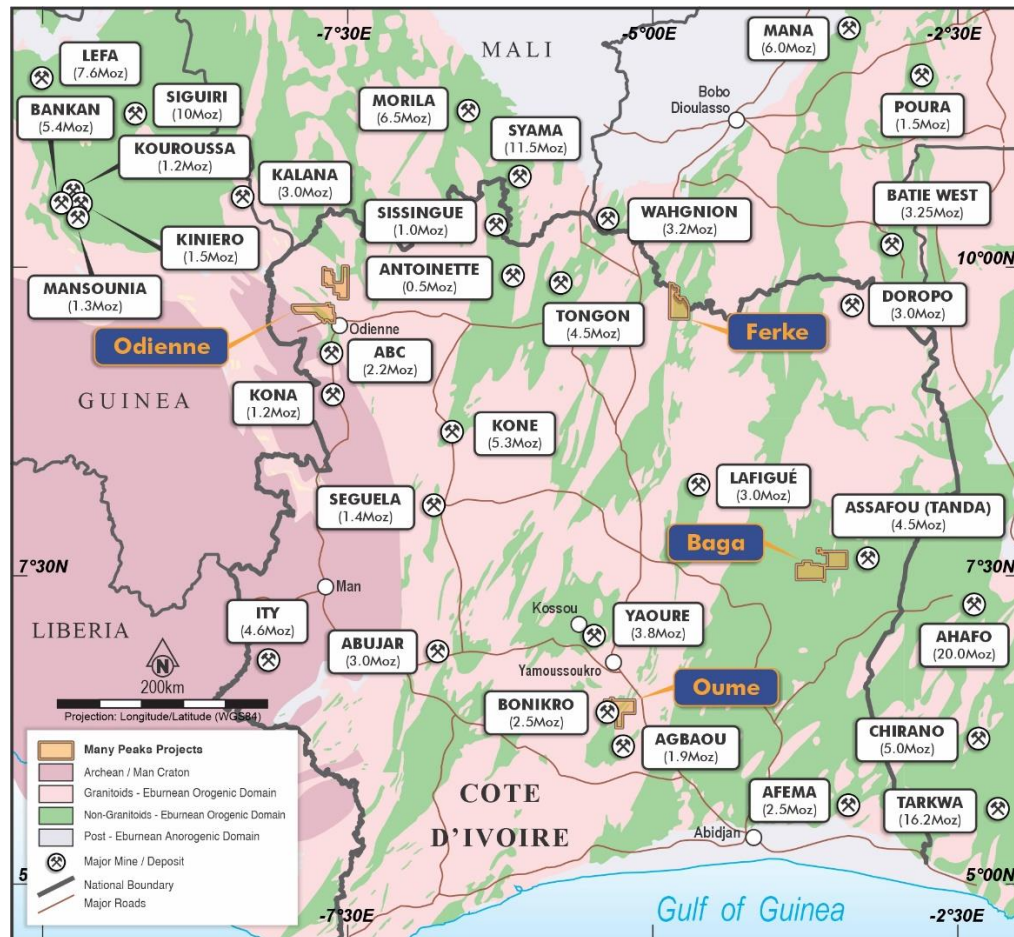 -7°30E
-5°00E
-2°30E
MALI
MANA
(6.0Moz)
LEFA
(7.6Moz)
BANKAN
(5.4Moz)
SIGUIRI
(10Moz)
MORILA
(6.5Moz)
Bobo
Dioulasso
POURA
(1.5Moz)
SYAMA
(11.5Moz)
KOUROUSSA
(1.2Moz)
KALANA
(3.0Moz)
SISSINGUE
(1.0Moz)
WAHGNION
(3.2Moz)
BATIE WEST
(3.25Moz)
KINIERO
(1.5Moz)
MANSOUNIA
(1.3Moz)
ANTOINETTE
(0.5Moz)
10°00N
TONGON
(4.5Moz)
DOROPO
(3.0Moz)
Odienne
Odienne
Ferke
ABC
(2.2Moz)
GUINEA
KONA
(1.2Moz)
KONE
(5.3Moz)
LAFIGUÉ
(3.0Moz)
SEGUELA
(1.4Moz)
ASSAFOU (TANDA)
(4.5Moz)
Baga
7°30N
7°30N
Man
Kossou
YAOURE
(3.8Moz)
LIBERIA
ITY
(4.6Moz)
ABUJAR
(3.0Moz)
AHAFO
(20.0Moz)
Yamoussoukro
N
200km
Projection: Longitude/Latitude (WGS84)
Oume
BONIKRO
(2.5Moz)
AGBAOU
(1.9Moz)
CHIRANO
(5.0Moz)
Many Peaks Projects
Archean / Man Craton
Granitoids - Eburnean Orogenic Domain
Non-Granitoids - Eburnean Orogenic Domain
Post - Eburnean Anorogenic Domain
Major Mine / Deposit
National Boundary
Major Roads
COTE
D'IVOIRE
AFEMA
(2.5Moz)
TARKWA
(16.2Moz)
Abidjan
5
5°00N
-7°30E
Gulf of Guinea
-2°30E